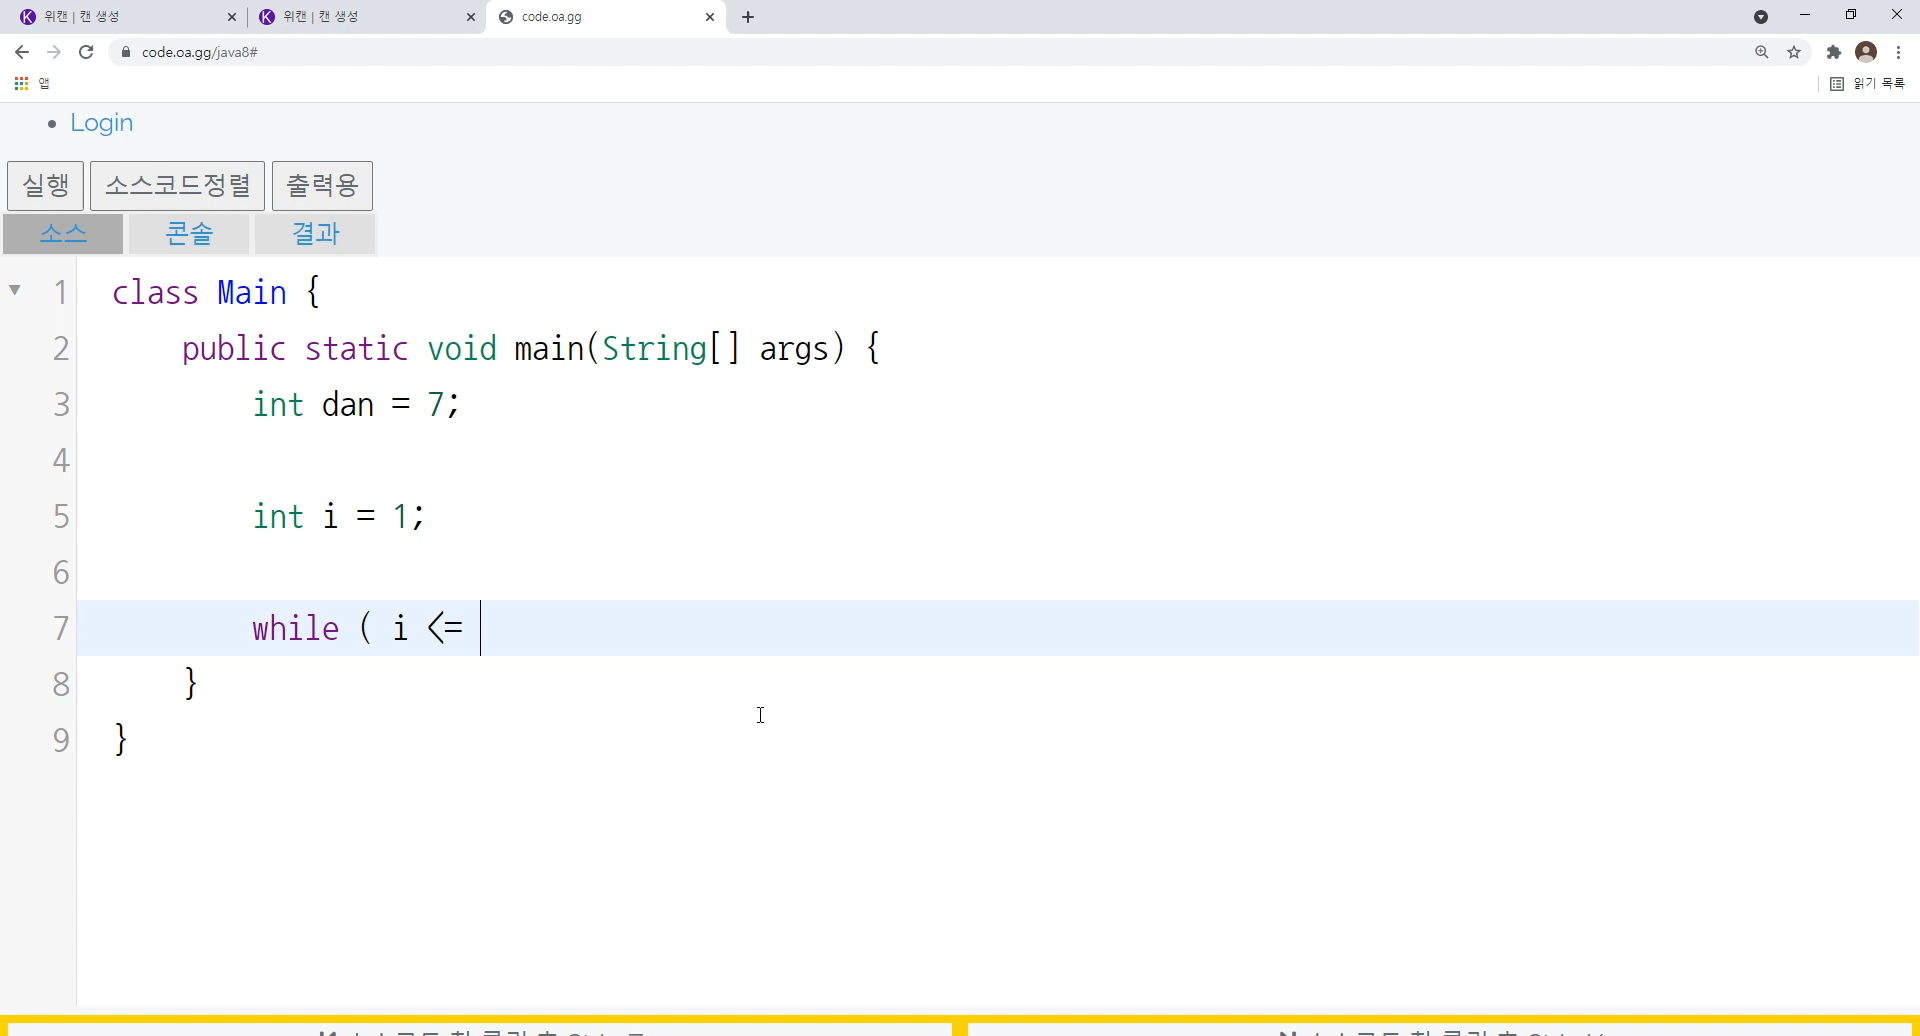 위캔 | 캔 생성
위캔 | 캔 생성
code.oa.gg
code.oa.gg/java8#
앱
읽기 목록
Login
실행 소스코드정렬 출력용
소스 콘솔 결과
1 class Main {
2 public static void main(String[] args) {
3 int dan = 7;
4
5 int i = 1;
6
7 while ( i <=
8 }
9 }